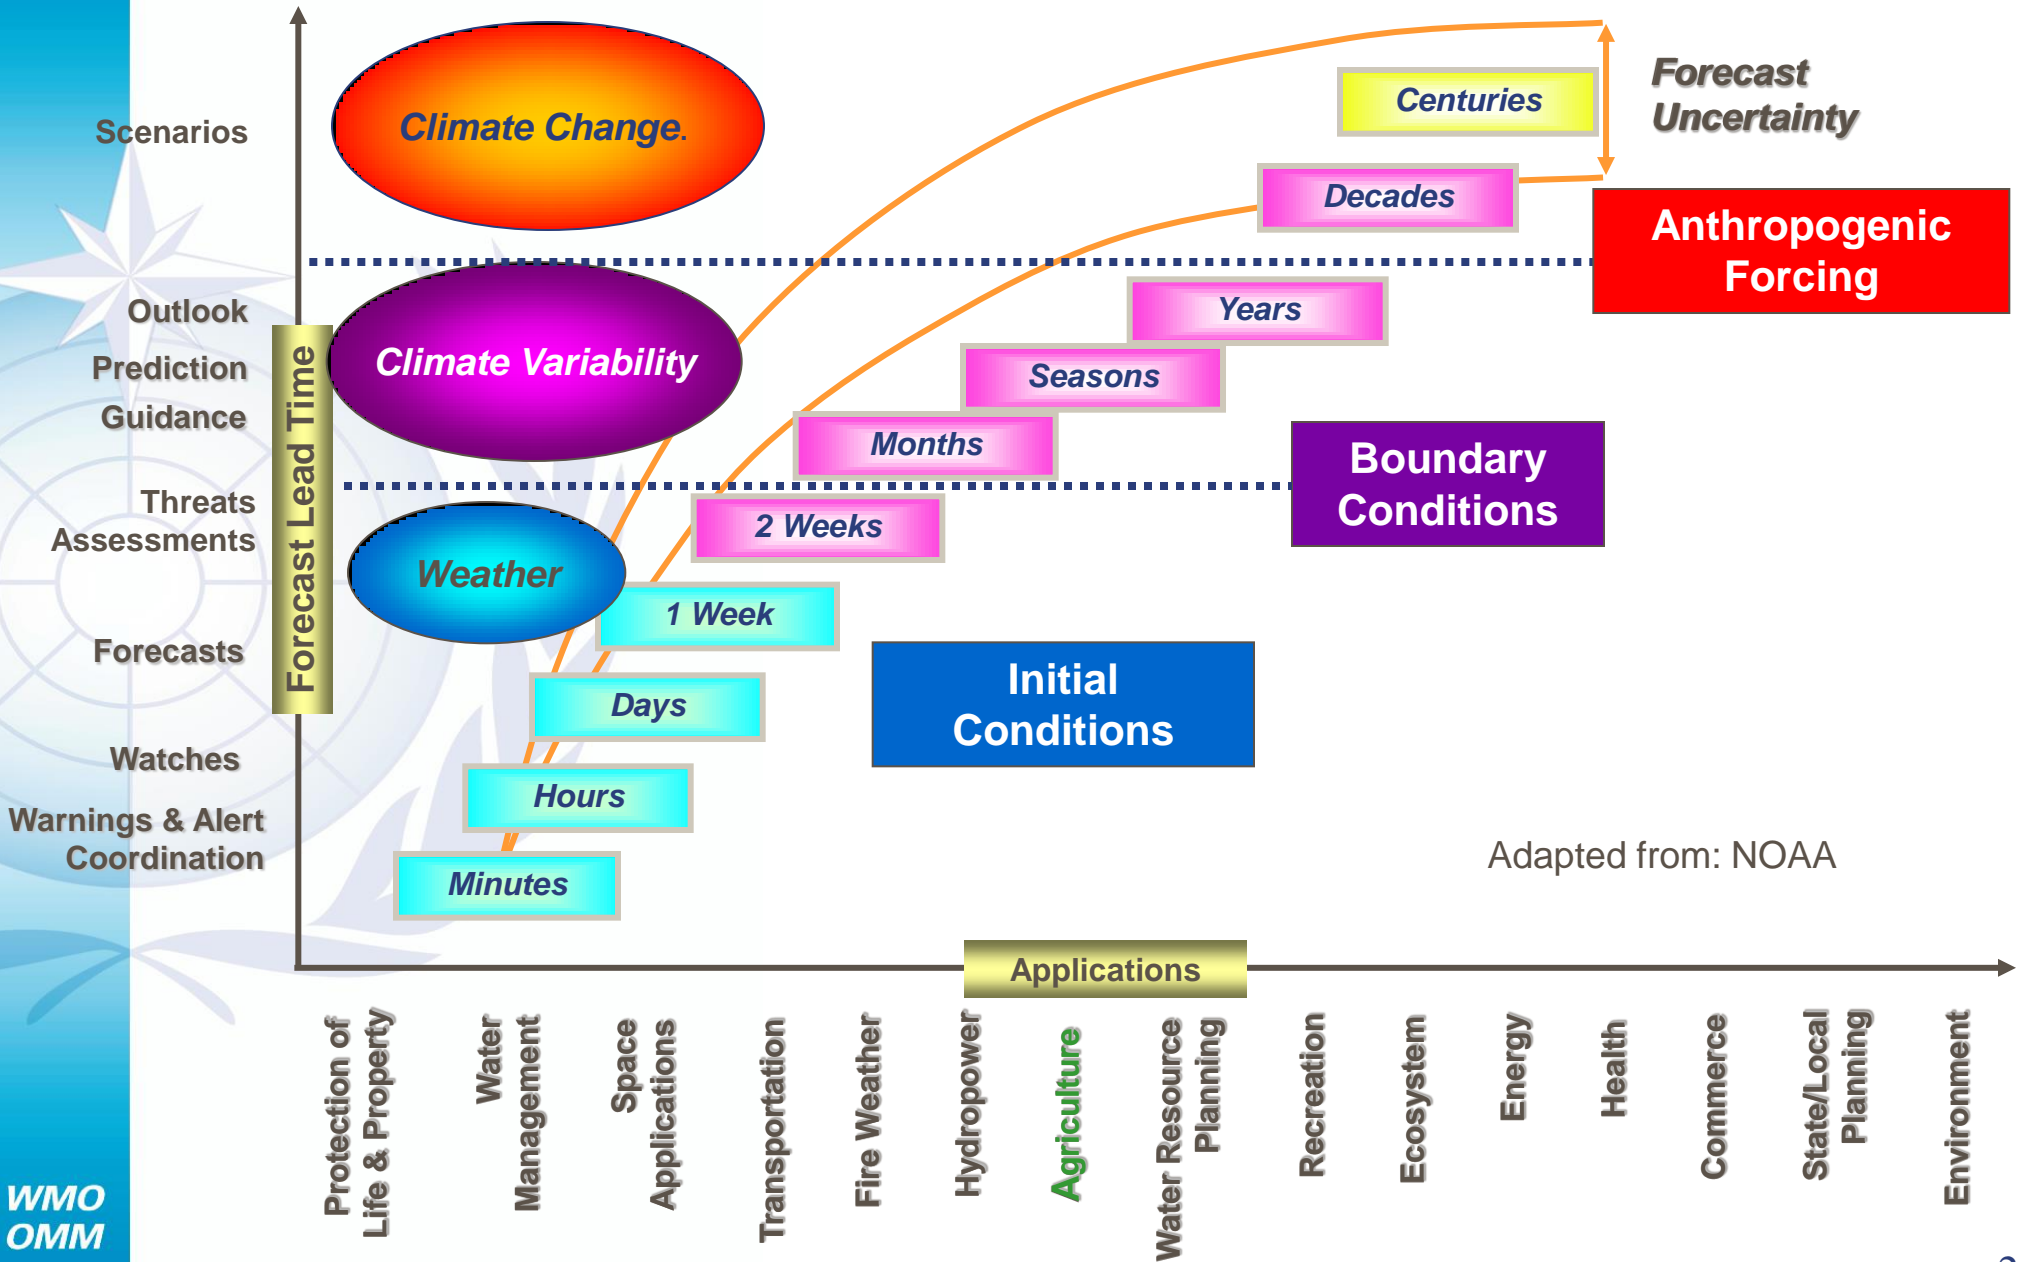 Climate Change.
Centuries
Forecast
Uncertainty
Scenarios
Decades
Anthropogenic
Forcing
Outlook
Prediction
Guidance
Climate Variability
Years
Seasons
Months
Boundary
Conditions
Threats
Assessments
Forecast Lead Time
2 Weeks
Weather
1 Week
Forecasts
Initial
Conditions
Days
Watches
Hours
Warnings & Alert
Coordination
Minutes
Adapted from: NOAA
Applications
Protection of
Life & Property
Water
Management
Space
Applications
Transportation
Fire Weather
Hydropower
Agriculture
Water Resource
Planning
Recreation
Ecosystem
Energy
Health
Commerce
State/Local
Planning
Environment
WMO
OMM